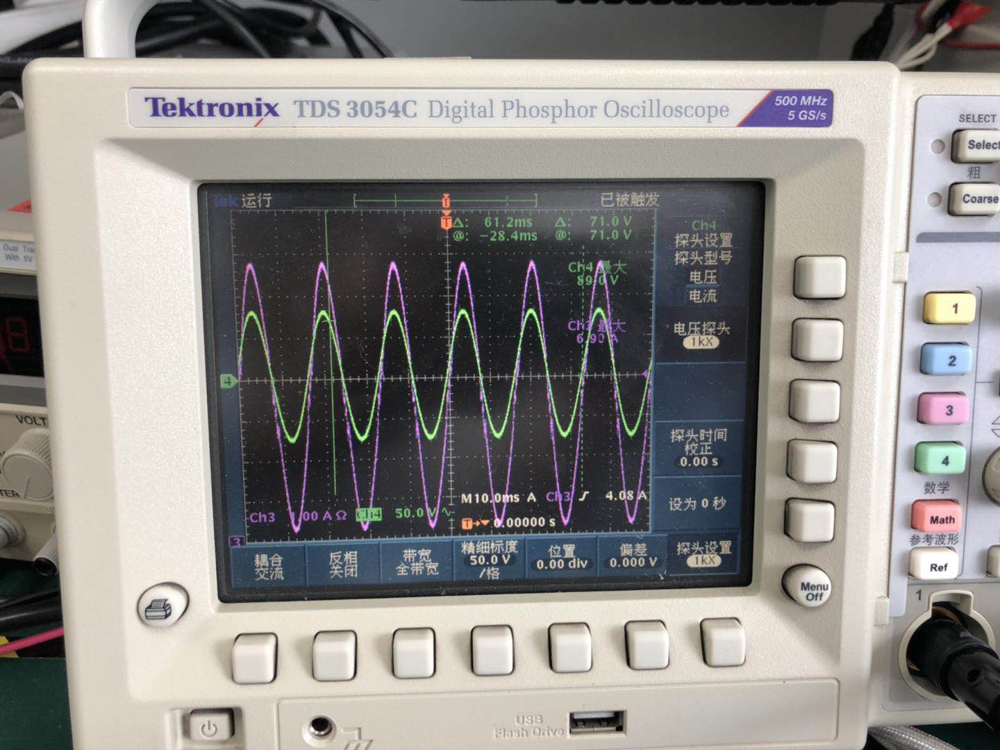 Tektronix TDS 3054C Digital Phosphor Oscilloscope
500 MHz
5 GS/s
SELECT
Select
粗
Coarse
Tek 运行
已被触发
T
T
Δ: 61.2ms Δ: 71.0 V
@: -28.4ms @: 71.0 V
Ch4 最大
89.0 V
Ch3 最大
6.90 A
4
3
M10.0ms A Ch3 ʃ 4.08 A
Ch3 1.00 A Ω Ch4 50.0 V ∿
T→▼ 0.00000 s
Ch4
探头设置
探头型号
电压
电流
电压探头
1kX
探头时间
校正
0.00 s
设为 0 秒
探头设置
1kX
耦合
交流
反相
关闭
带宽
全带宽
精细标度
50.0 V
/格
位置
0.00 div
偏差
0.000 V
Menu
Off
1
2
3
4
数学
Math
参考波形
Ref
1
USB
Flash Drive
With 5V
VOLT